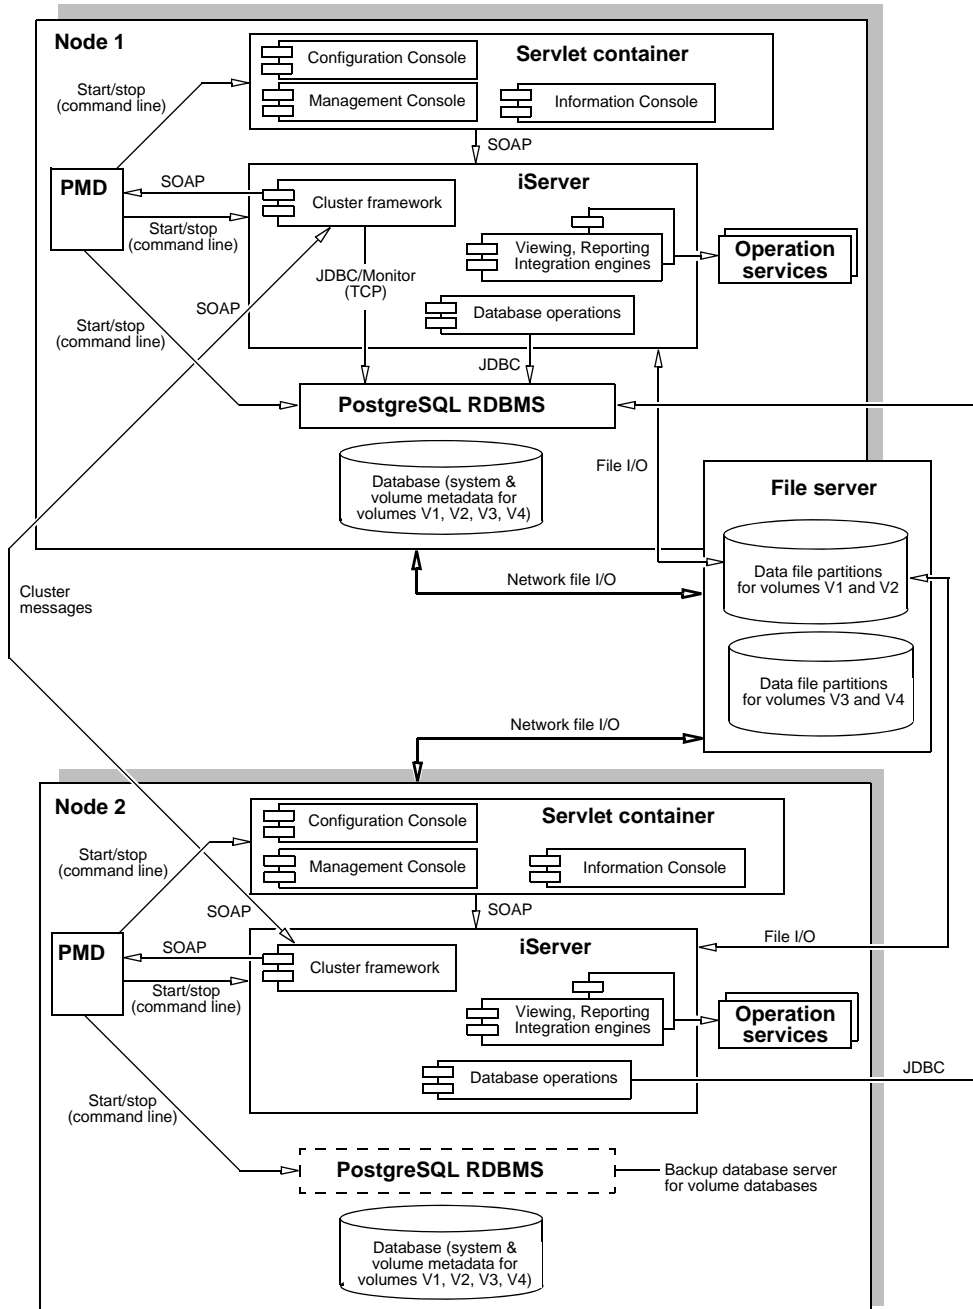 Node 1
Servlet container
Configuration Console
Management Console
Information Console
Start/stop
(command line)
SOAP
PMD
SOAP
iServer
Cluster framework
Start/stop
(command line)
Viewing, Reporting
Integration engines
Operation
services
JDBC/Monitor
(TCP)
SOAP
Database operations
Start/stop
(command line)
JDBC
PostgreSQL RDBMS
File I/O
Database (system &
volume metadata for
volumes V1, V2, V3, V4)
File server
Data file partitions
for volumes V1 and V2
Network file I/O
Cluster
messages
Data file partitions
for volumes V3 and V4
Network file I/O
Node 2
Servlet container
Configuration Console
Management Console
Information Console
Start/stop
(command line)
SOAP
SOAP
PMD
SOAP
iServer
File I/O
Cluster framework
Start/stop
(command line)
Viewing, Reporting
Integration engines
Operation
services
Database operations
JDBC
Start/stop
(command line)
PostgreSQL RDBMS
Backup database server
for volume databases
Database (system &
volume metadata for
volumes V1, V2, V3, V4)